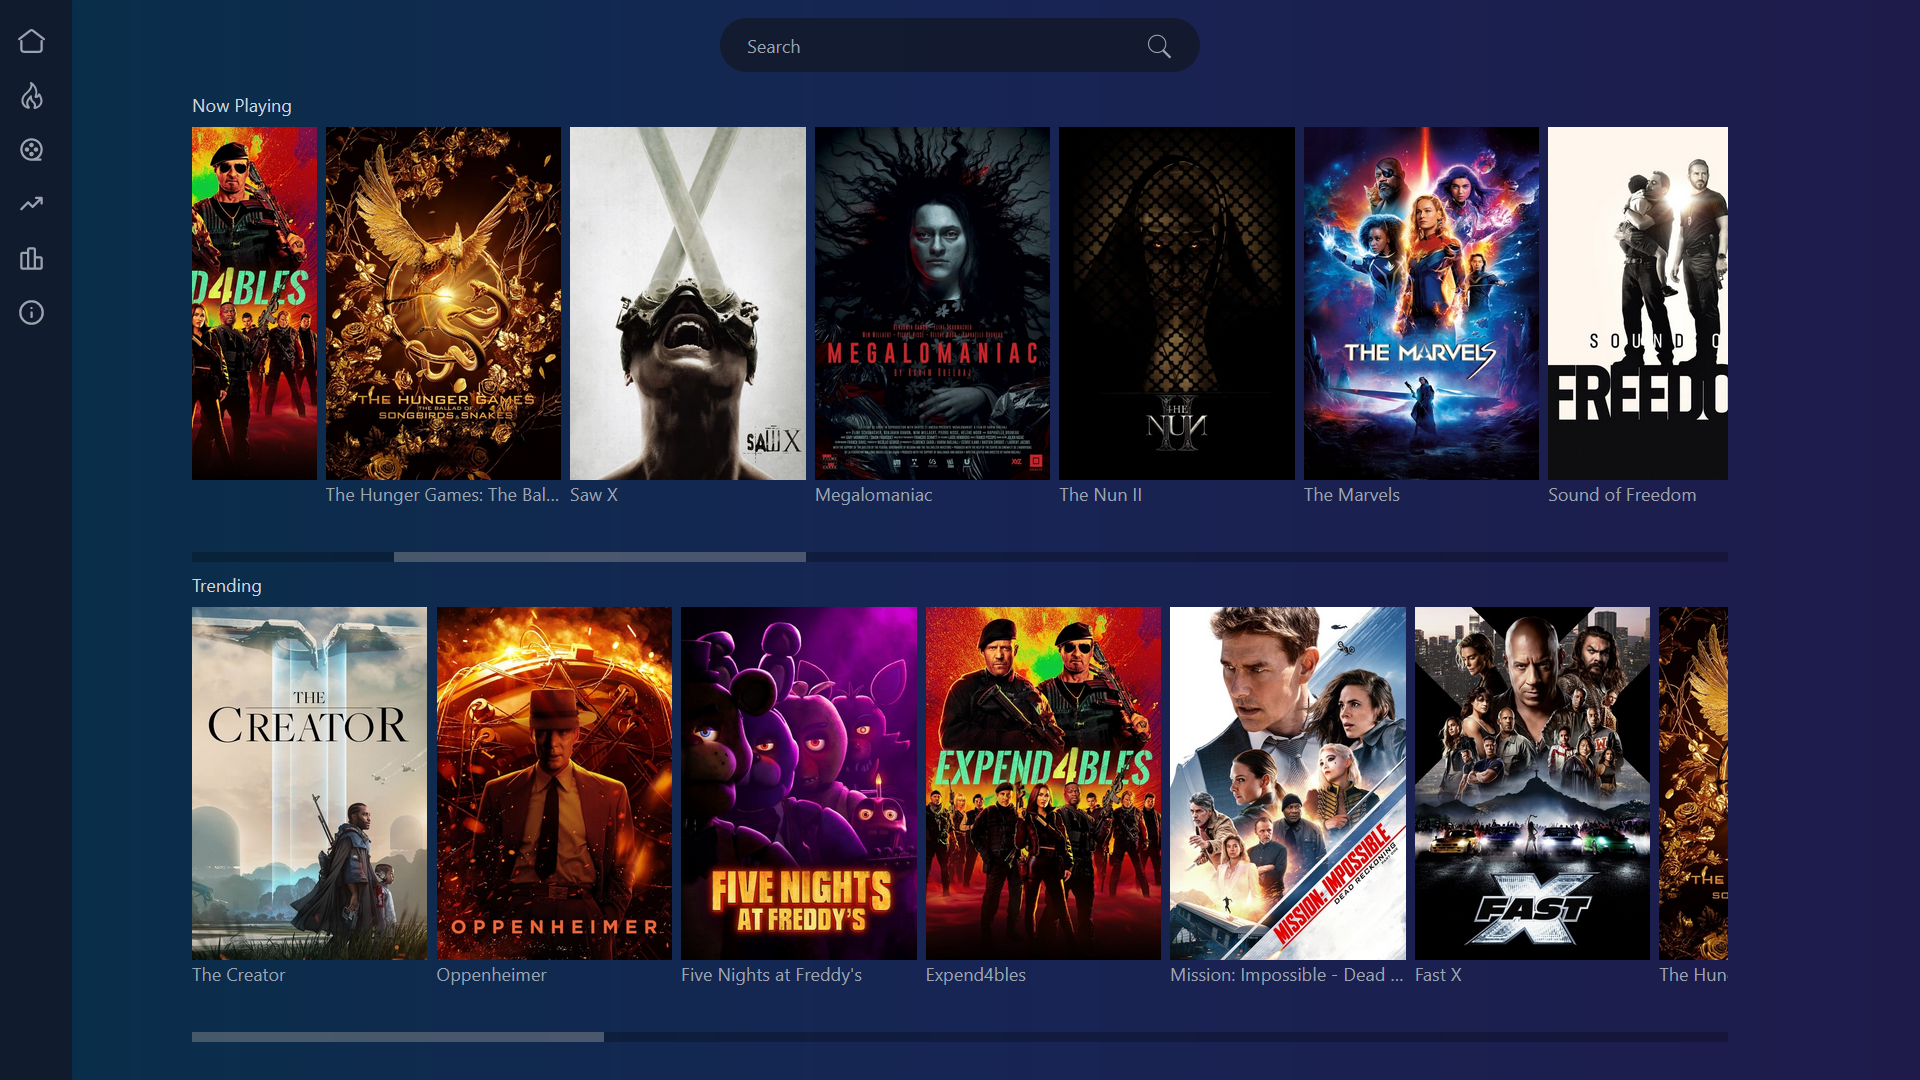 Search
Now Playing
D4BLES
THE HUNGER GAMES
THE BALLAD OF
SONGBIRDS & SNAKES
SAW X
MEGALOMANIAC
BY KARIM OUELHAJ
THE
NUN
II
THE MARVELS
SOUND O
FREEDO
The Hunger Games: The Bal...
Saw X
Megalomaniac
The Nun II
The Marvels
Sound of Freedom
Trending
THE
CREATOR
OPPENHEIMER
FIVE NIGHTS
AT FREDDY'S
EXPEND4BLES
MISSION: IMPOSSIBLE
DEAD RECKONING
FAST
X
THE
SO
The Creator
Oppenheimer
Five Nights at Freddy's
Expend4bles
Mission: Impossible - Dead ...
Fast X
The Hun